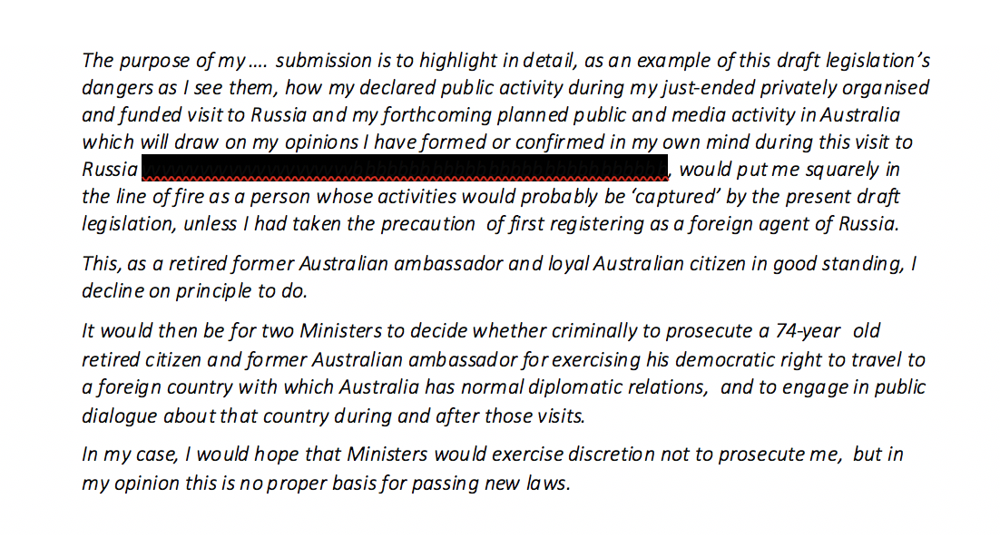 The purpose of my .... submission is to highlight in detail, as an example of this draft legislation's
dangers as I see them, how my declared public activity during my just-ended privately organised
and funded visit to Russia and my forthcoming planned public and media activity in Australia
which will draw on my opinions I have formed or confirmed in my own mind during this visit to
Russia , would put me squarely in
the line of fire as a person whose activities would probably be ‘captured’ by the present draft
legislation, unless I had taken the precaution of first registering as a foreign agent of Russia.
This, as a retired former Australian ambassador and loyal Australian citizen in good standing, I
decline on principle to do.
It would then be for two Ministers to decide whether criminally to prosecute a 74-year old
retired citizen and former Australian ambassador for exercising his democratic right to travel to
a foreign country with which Australia has normal diplomatic relations, and to engage in public
dialogue about that country during and after those visits.
In my case, I would hope that Ministers would exercise discretion not to prosecute me, but in
my opinion this is no proper basis for passing new laws.